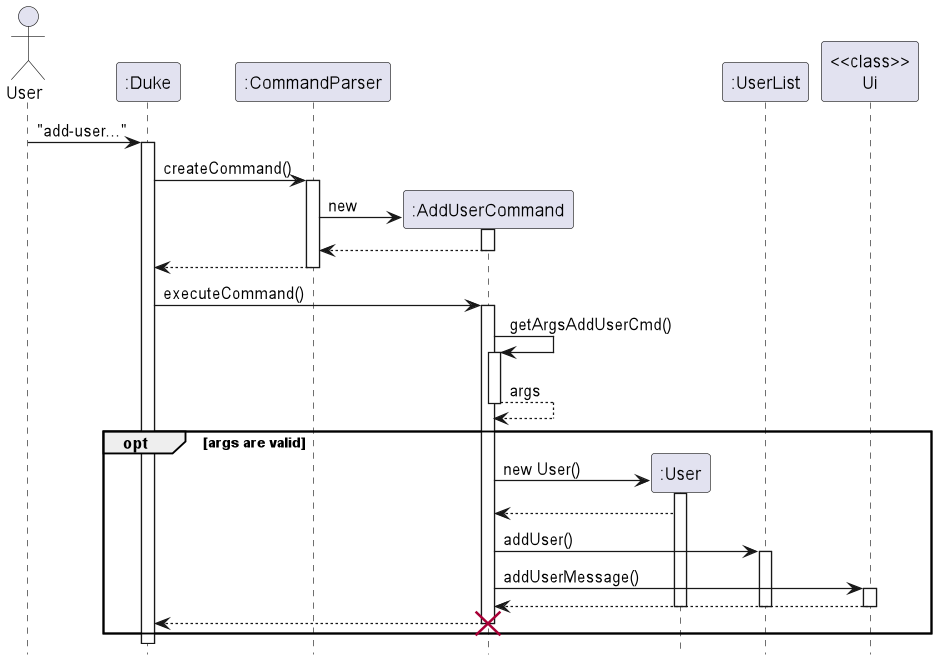 User
:Duke
:CommandParser
:UserList
<<class>>
Ui
"add-user..."
createCommand()
new
:AddUserCommand
executeCommand()
getArgsAddUserCmd()
args
opt
[args are valid]
new User()
:User
addUser()
addUserMessage()